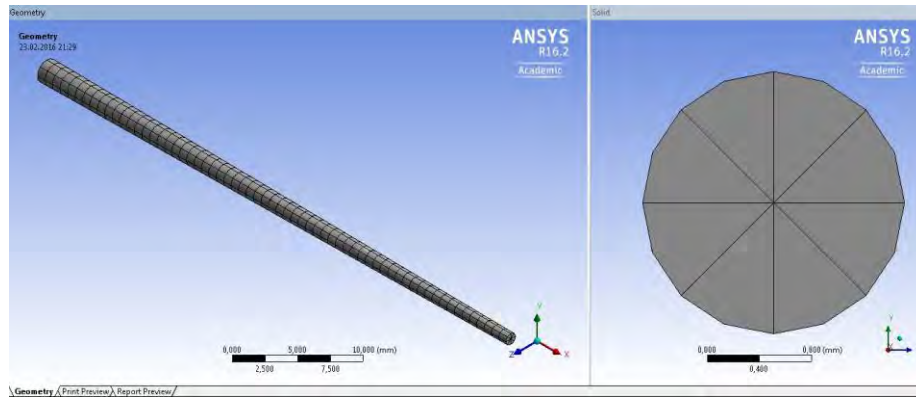 Geometry
Geometry
23.02.2016 21:29
ANSYS
R16.2
Academic
Y
Z
X
0,000
5,000
10,000 (mm)
2,500
7,500
Solid
ANSYS
R16.2
Academic
0,000
0,800 (mm)
0,400
Y
X
Geometry
Print Preview
Report Preview